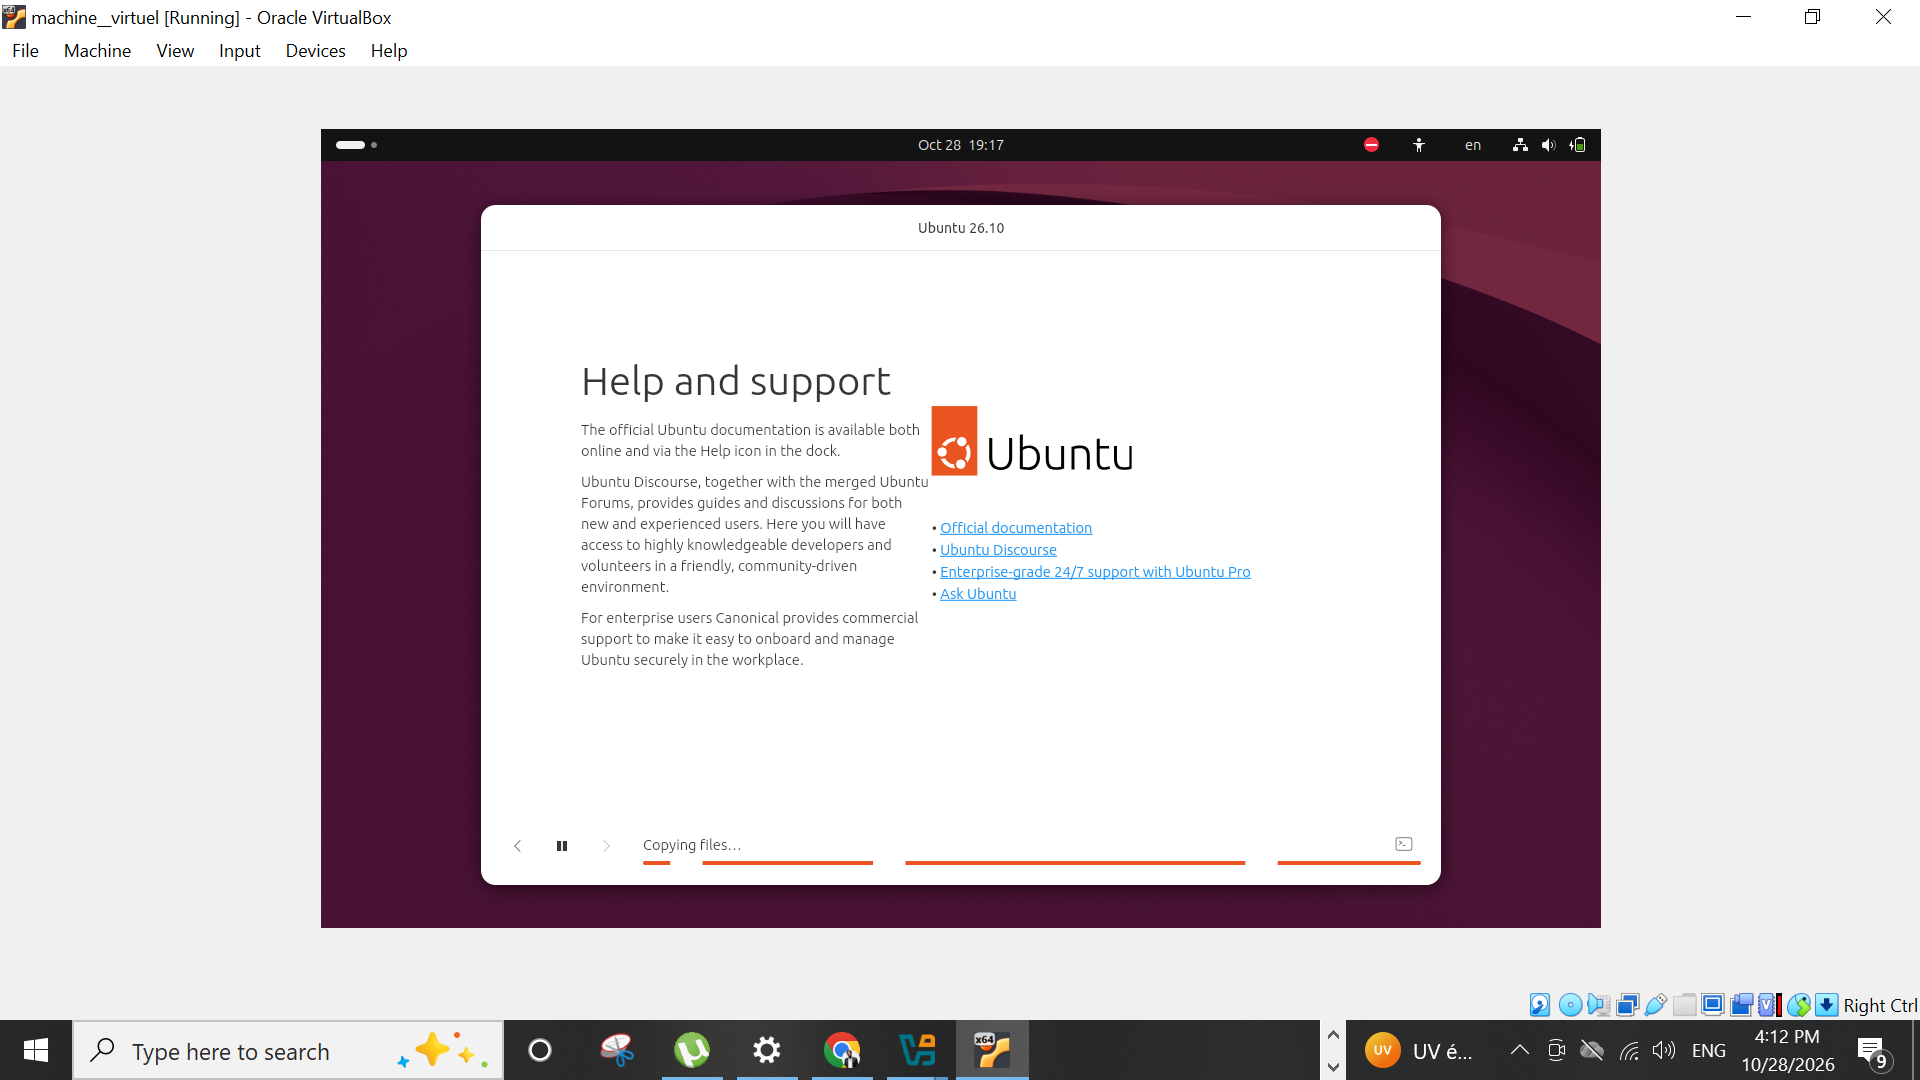 machine__virtuel [Running] - Oracle VirtualBox
File Machine View Input Devices Help
Oct 28 19:17
en
Ubuntu 26.10
Help and support
The official Ubuntu documentation is available both
online and via the Help icon in the dock.
Ubuntu Discourse, together with the merged Ubuntu
Forums, provides guides and discussions for both
new and experienced users. Here you will have
access to highly knowledgeable developers and
volunteers in a friendly, community-driven
environment.
For enterprise users Canonical provides commercial
support to make it easy to onboard and manage
Ubuntu securely in the workplace.
Ubuntu
• Official documentation
• Ubuntu Discourse
• Enterprise-grade 24/7 support with Ubuntu Pro
• Ask Ubuntu
Copying files…
Right Ctrl
Type here to search
x64
UV
UV é...
ENG
4:12 PM
10/28/2026
9